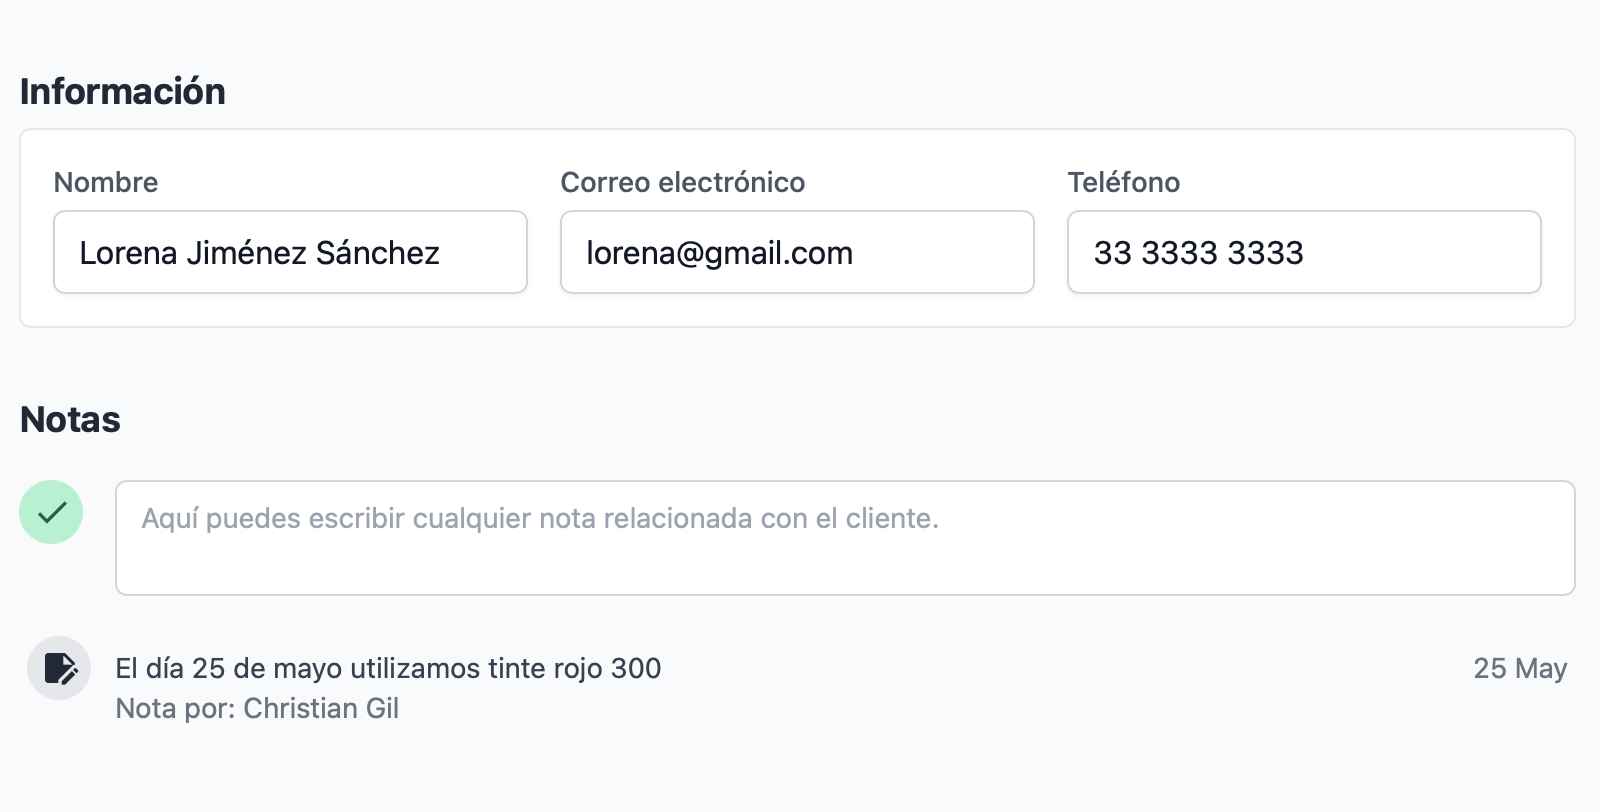 Información
Nombre
Correo electrónico
Teléfono
Lorena Jiménez Sánchez
lorena@gmail.com
33 3333 3333
Notas
Aquí puedes escribir cualquier nota relacionada con el cliente.
El día 25 de mayo utilizamos tinte rojo 300
25 May
Nota por: Christian Gil